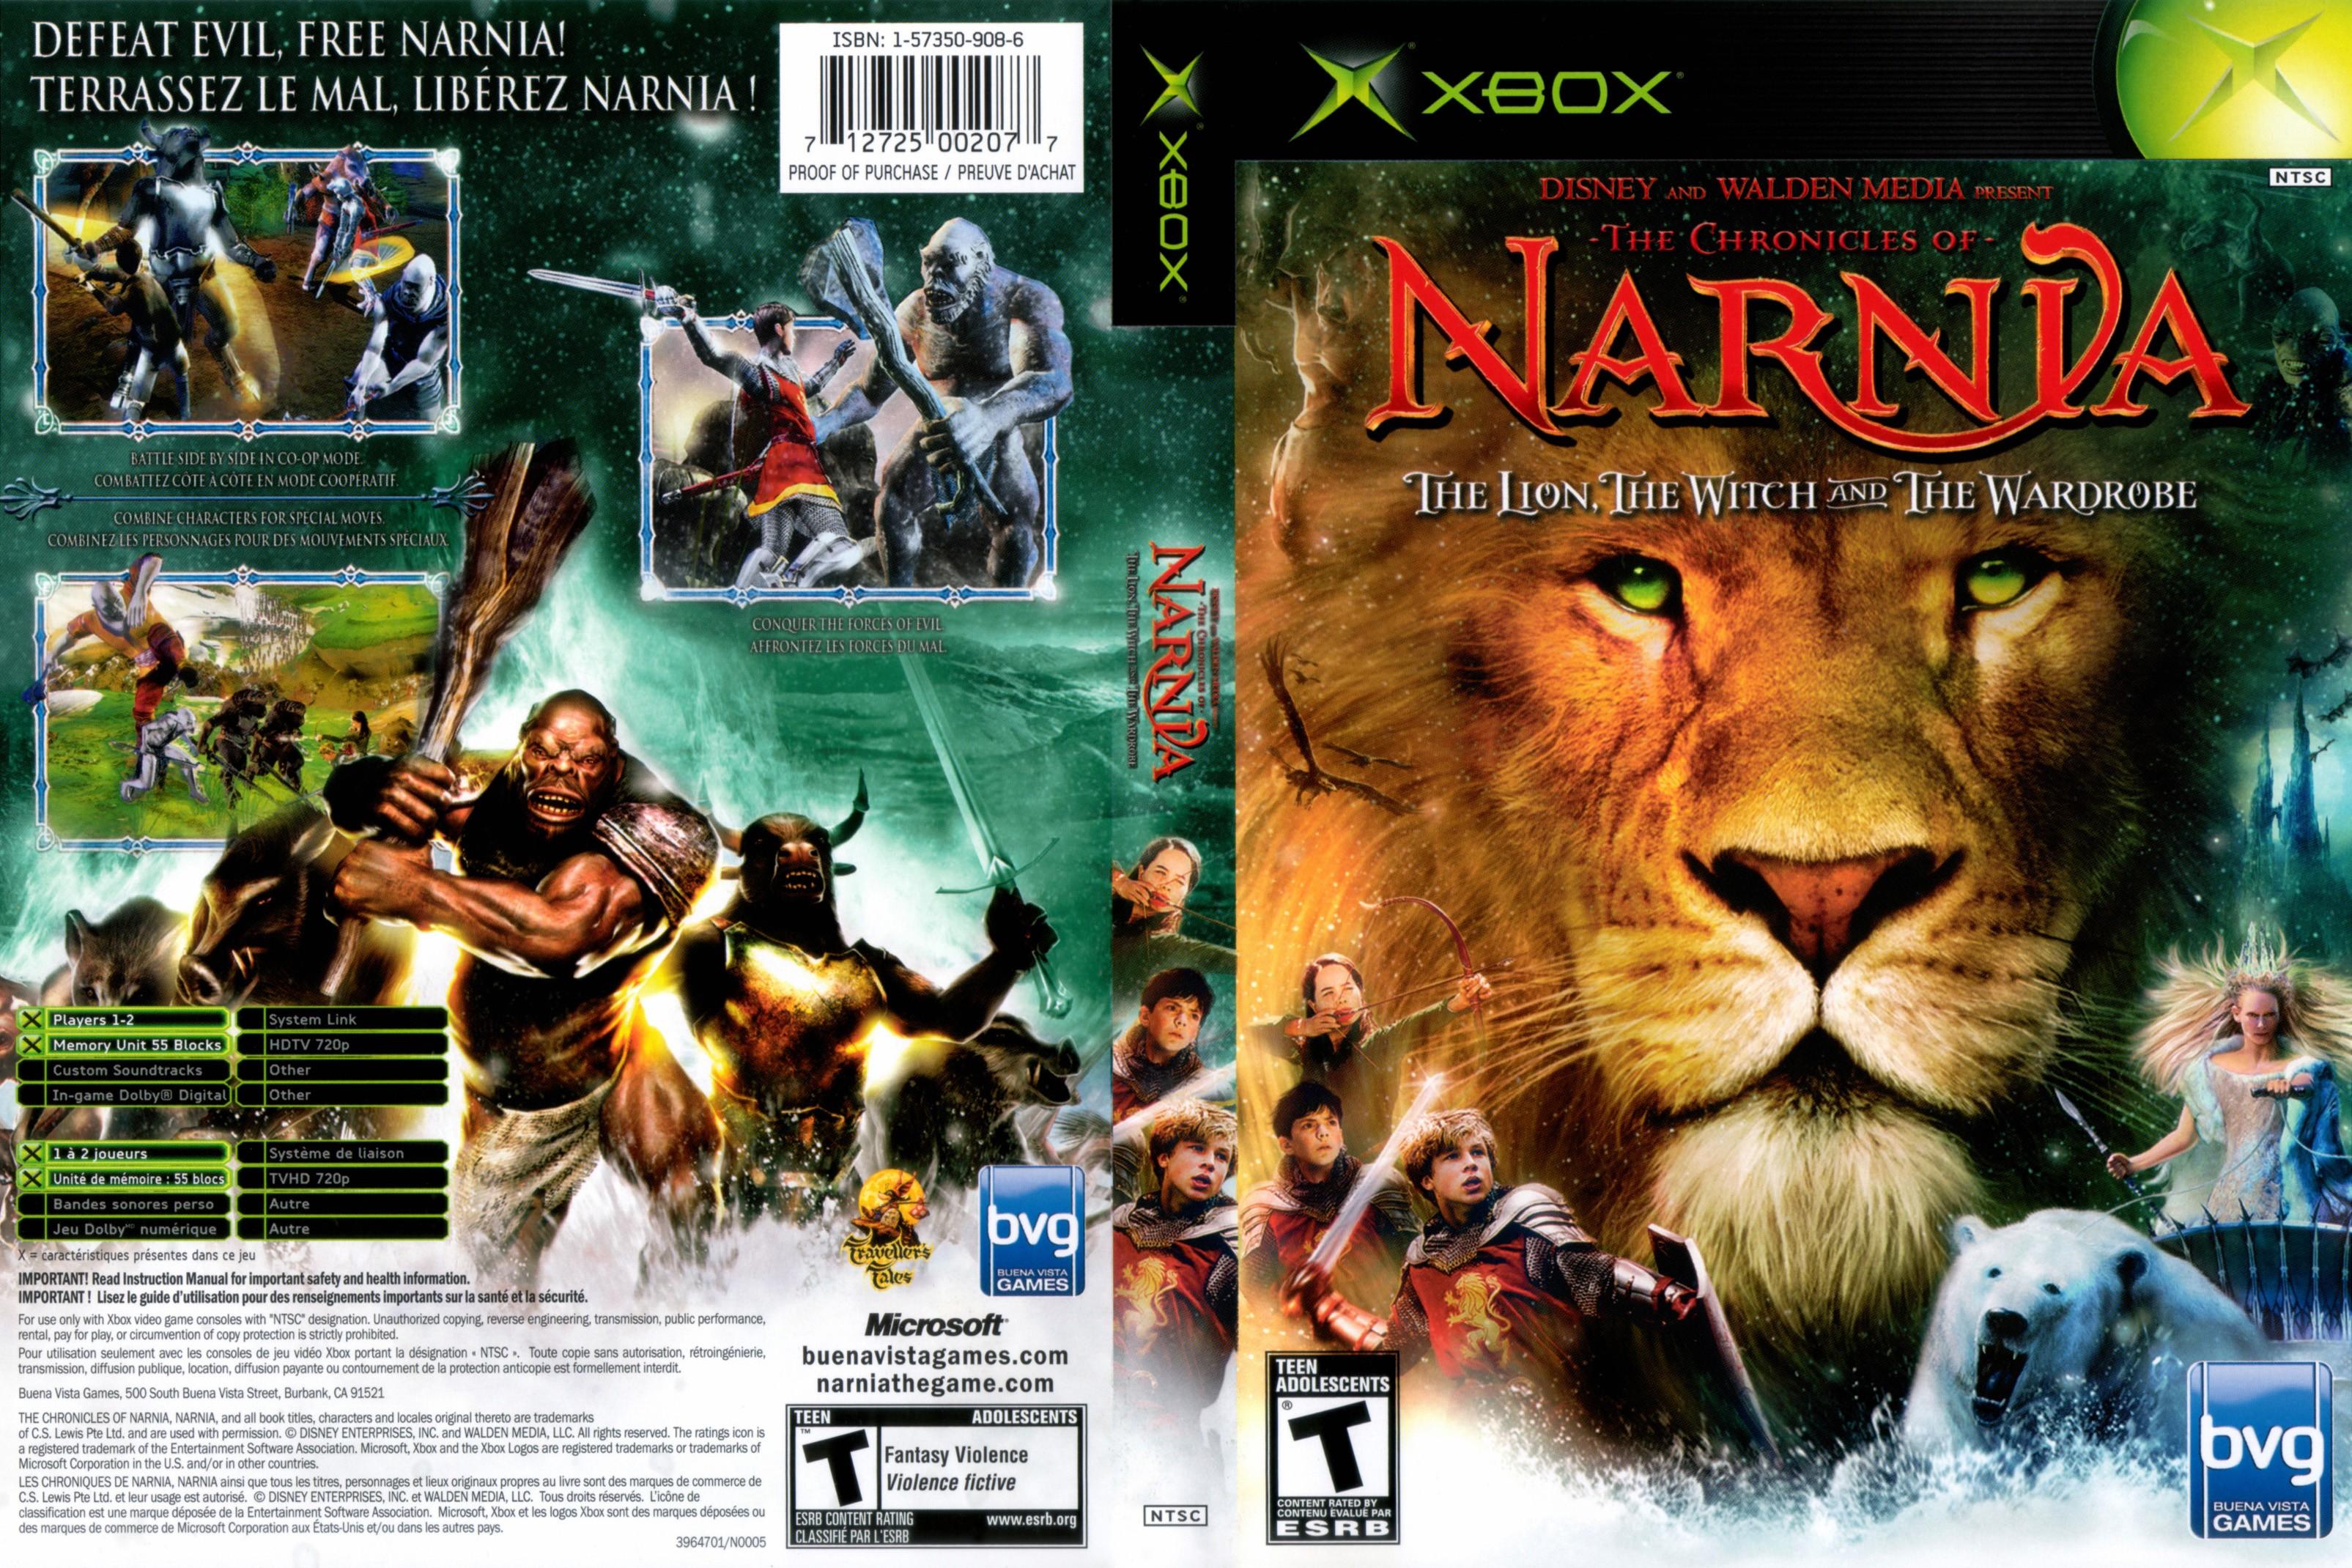 DEFEAT EVIL, FREE NARNIA!
TERRASSEZ LE MAL, LIBÉREZ NARNIA !
ISBN: 1-57350-908-6
7 12725 00207 7
PROOF OF PURCHASE / PREUVE D'ACHAT
BATTLE SIDE BY SIDE IN CO-OP MODE.
COMBATTEZ CÔTE À CÔTE EN MODE COOPÉRATIF.
COMBINE CHARACTERS FOR SPECIAL MOVES.
COMBINEZ LES PERSONNAGES POUR DES MOUVEMENTS SPÉCIAUX.
CONQUER THE FORCES OF EVIL.
AFFRONTEZ LES FORCES DU MAL.
X Players 1-2 System Link
X Memory Unit 55 Blocks HDTV 720p
Custom Soundtracks Other
In-game Dolby® Digital Other
X 1 à 2 joueurs Système de liaison
X Unité de mémoire : 55 blocs TVHD 720p
Bandes sonores perso Autre
Jeu Dolby MD numérique Autre
X = caractéristiques présentes dans ce jeu
IMPORTANT! Read Instruction Manual for important safety and health information.
IMPORTANT ! Lisez le guide d'utilisation pour des renseignements importants sur la santé et la sécurité.
For use only with Xbox video game consoles with "NTSC" designation. Unauthorized copying, reverse engineering, transmission, public performance,
rental, pay for play, or circumvention of copy protection is strictly prohibited.
Pour utilisation seulement avec les consoles de jeu vidéo Xbox portant la désignation « NTSC ». Toute copie sans autorisation, rétroingénierie,
transmission, diffusion publique, location, diffusion payante ou contournement de la protection anticopie est formellement interdit.
Buena Vista Games, 500 South Buena Vista Street, Burbank, CA 91521
THE CHRONICLES OF NARNIA, NARNIA, and all book titles, characters and locales original thereto are trademarks
of C.S. Lewis Pte Ltd. and are used with permission. © DISNEY ENTERPRISES, INC. and WALDEN MEDIA, LLC. All rights reserved. The ratings icon is
a registered trademark of the Entertainment Software Association. Microsoft, Xbox and the Xbox Logos are registered trademarks or trademarks of
Microsoft Corporation in the U.S. and/or in other countries.
LES CHRONIQUES DE NARNIA, NARNIA ainsi que tous les titres, personnages et lieux originaux propres au livre sont des marques de commerce de
C.S. Lewis Pte Ltd. et leur usage est autorisé. © DISNEY ENTERPRISES, INC. et WALDEN MEDIA, LLC. Tous droits réservés. L'icône de
classification est une marque déposée de la Entertainment Software Association. Microsoft, Xbox et les logos Xbox sont des marques déposées ou
des marques de commerce de Microsoft Corporation aux États-Unis et/ou dans les autres pays.
3964701/N0005
Traveller's
Tales
bvg
BUENA VISTA
GAMES
Microsoft®
buenavistagames.com
narniathegame.com
TEEN ADOLESCENTS
T™
Fantasy Violence
Violence fictive
ESRB CONTENT RATING www.esrb.org
CLASSIFIÉ PAR L'ESRB
XBOX®
THE CHRONICLES OF
NARNIA
THE LION, THE WITCH AND THE WARDROBE
NTSC
XBOX®
NTSC
DISNEY AND WALDEN MEDIA PRESENT
-THE CHRONICLES OF-
NARNIA
THE LION, THE WITCH AND THE WARDROBE
TEEN
ADOLESCENTS
T®
CONTENT RATED BY
CONTENU ÉVALUÉ PAR
ESRB
bvg
BUENA VISTA
GAMES